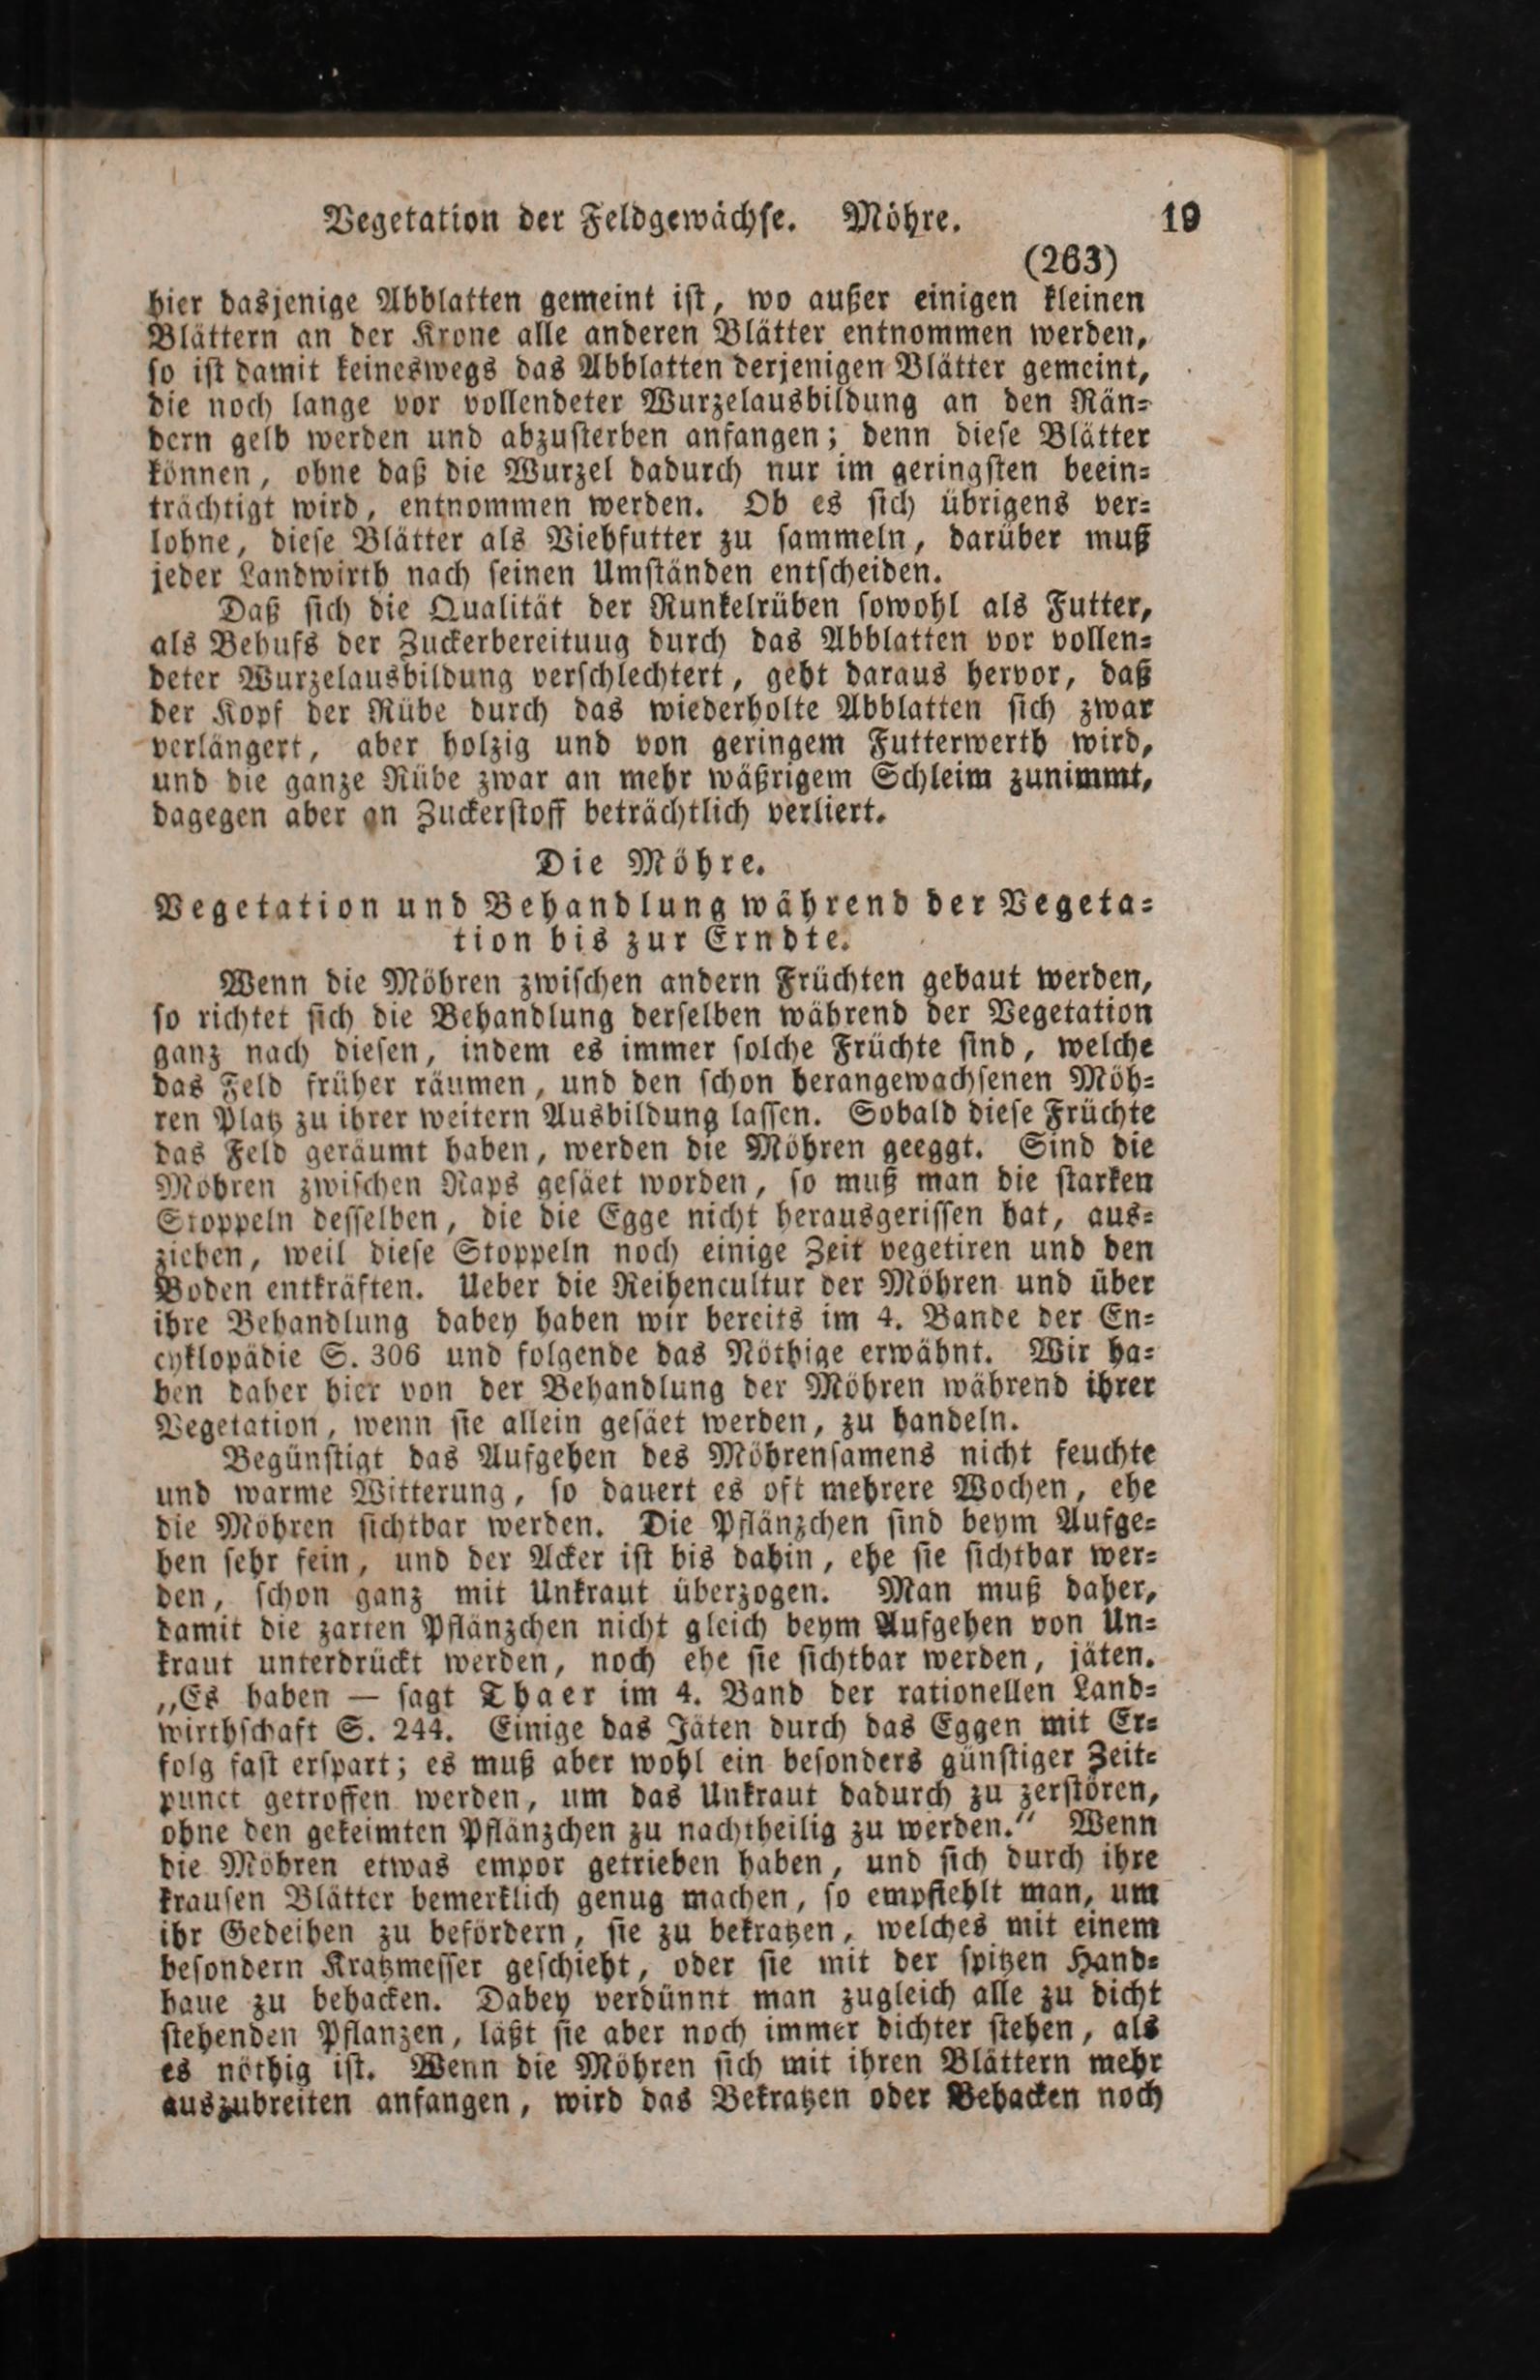 Vegetation der Feldgewächse. Möhre. 19
(263)
hier dasjenige Abblatten gemeint ist, wo außer einigen kleinen
Blättern an der Krone alle anderen Blätter entnommen werden,
so ist damit keineswegs das Abblatten derjenigen Blätter gemeint,
die noch lange vor vollendeter Wurzelausbildung an den Rän-
dern gelb werden und abzusterben anfangen; denn diese Blätter
können, ohne daß die Wurzel dadurch nur im geringsten beein-
trächtigt wird, entnommen werden. Ob es sich übrigens ver-
lohne, diese Blätter als Viehfutter zu sammeln, darüber muß
jeder Landwirth nach seinen Umständen entscheiden.
Daß sich die Qualität der Runkelrüben sowohl als Futter,
als Behufs der Zuckerbereituug durch das Abblatten vor vollen-
deter Wurzelausbildung verschlechtert, geht daraus hervor, daß
der Kopf der Rübe durch das wiederholte Abblatten sich zwar
verlängert, aber holzig und von geringem Futterwerth wird,
und die ganze Rübe zwar an mehr wäßrigem Schleim zunimmt,
dagegen aber an Zuckerstoff beträchtlich verliert.
Die Möhre.
Vegetation und Behandlung während der Vegeta-
tion bis zur Erndte.
Wenn die Möhren zwischen andern Früchten gebaut werden,
so richtet sich die Behandlung derselben während der Vegetation
ganz nach diesen, indem es immer solche Früchte sind, welche
das Feld früher räumen, und den schon herangewachsenen Möh-
ren Platz zu ihrer weitern Ausbildung lassen. Sobald diese Früchte
das Feld geräumt haben, werden die Möhren geeggt. Sind die
Möhren zwischen Raps gesäet worden, so muß man die starken
Stoppeln desselben, die die Egge nicht herausgerissen hat, aus-
ziehen, weil diese Stoppeln noch einige Zeit vegetiren und den
Boden entkräften. Ueber die Reihencultur der Möhren und über
ihre Behandlung dabey haben wir bereits im 4. Bande der En-
cyklopädie S. 306 und folgende das Nöthige erwähnt. Wir ha-
ben daher hier von der Behandlung der Möhren während ihrer
Vegetation, wenn sie allein gesäet werden, zu handeln.
Begünstigt das Aufgehen des Möhrensamens nicht feuchte
und warme Witterung, so dauert es oft mehrere Wochen, ehe
die Möhren sichtbar werden. Die Pflänzchen sind beym Aufge-
hen sehr fein, und der Acker ist bis dahin, ehe sie sichtbar wer-
den, schon ganz mit Unkraut überzogen. Man muß daher,
damit die zarten Pflänzchen nicht gleich beym Aufgehen von Un-
kraut unterdrückt werden, noch ehe sie sichtbar werden, jäten.
„Es haben — sagt Thaer im 4. Band der rationellen Land-
wirthschaft S. 244. Einige das Jäten durch das Eggen mit Er-
folg fast erspart; es muß aber wohl ein besonders günstiger Zeit-
punct getroffen werden, um das Unkraut dadurch zu zerstören,
ohne den gekeimten Pflänzchen zu nachtheilig zu werden.“ Wenn
die Möhren etwas empor getrieben haben, und sich durch ihre
krausen Blätter bemerklich genug machen, so empfiehlt man, um
ihr Gedeihen zu befördern, sie zu bekratzen, welches mit einem
besondern Kratzmesser geschieht, oder sie mit der spitzen Hand-
haue zu behacken. Dabey verdünnt man zugleich alle zu dicht
stehenden Pflanzen, läßt sie aber noch immer dichter stehen, als
es nöthig ist. Wenn die Möhren sich mit ihren Blättern mehr
auszubreiten anfangen, wird das Bekratzen oder Behacken noch